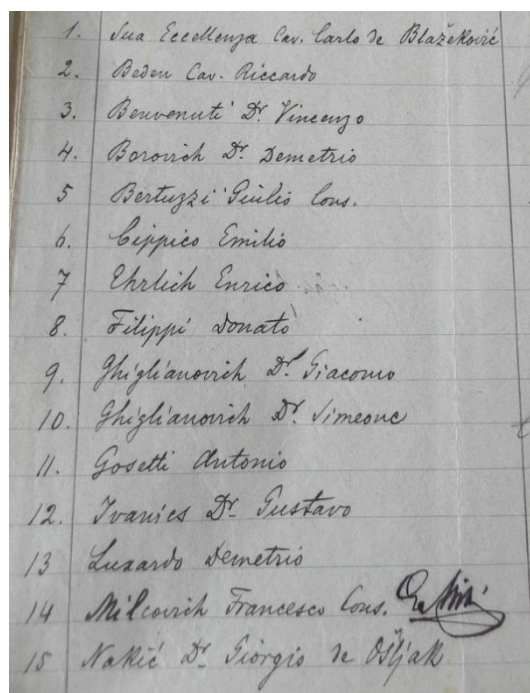 1. Sua Eccellenza Cav. Carlo de Blažeković
2. Beden Cav. Riccardo
3. Benvenuti Dr. Vincenzo
4. Borovich Dr. Demetrio
5 Bertuzzi Giulio Cons.
6. Cippico Emilio
7 Ehrlich Enrico
8. Filippi Donato
9. Ghiglianovich Dr. Giacomo
10. Ghiglianovich Dr. Simeone
11. Gosetti Antonio
12. Ivanics Dr. Gustavo
13 Luxardo Demetrio
14 Milcovich Francesco Cons.
15 Nakić Dr. Giorgio de Ošljak